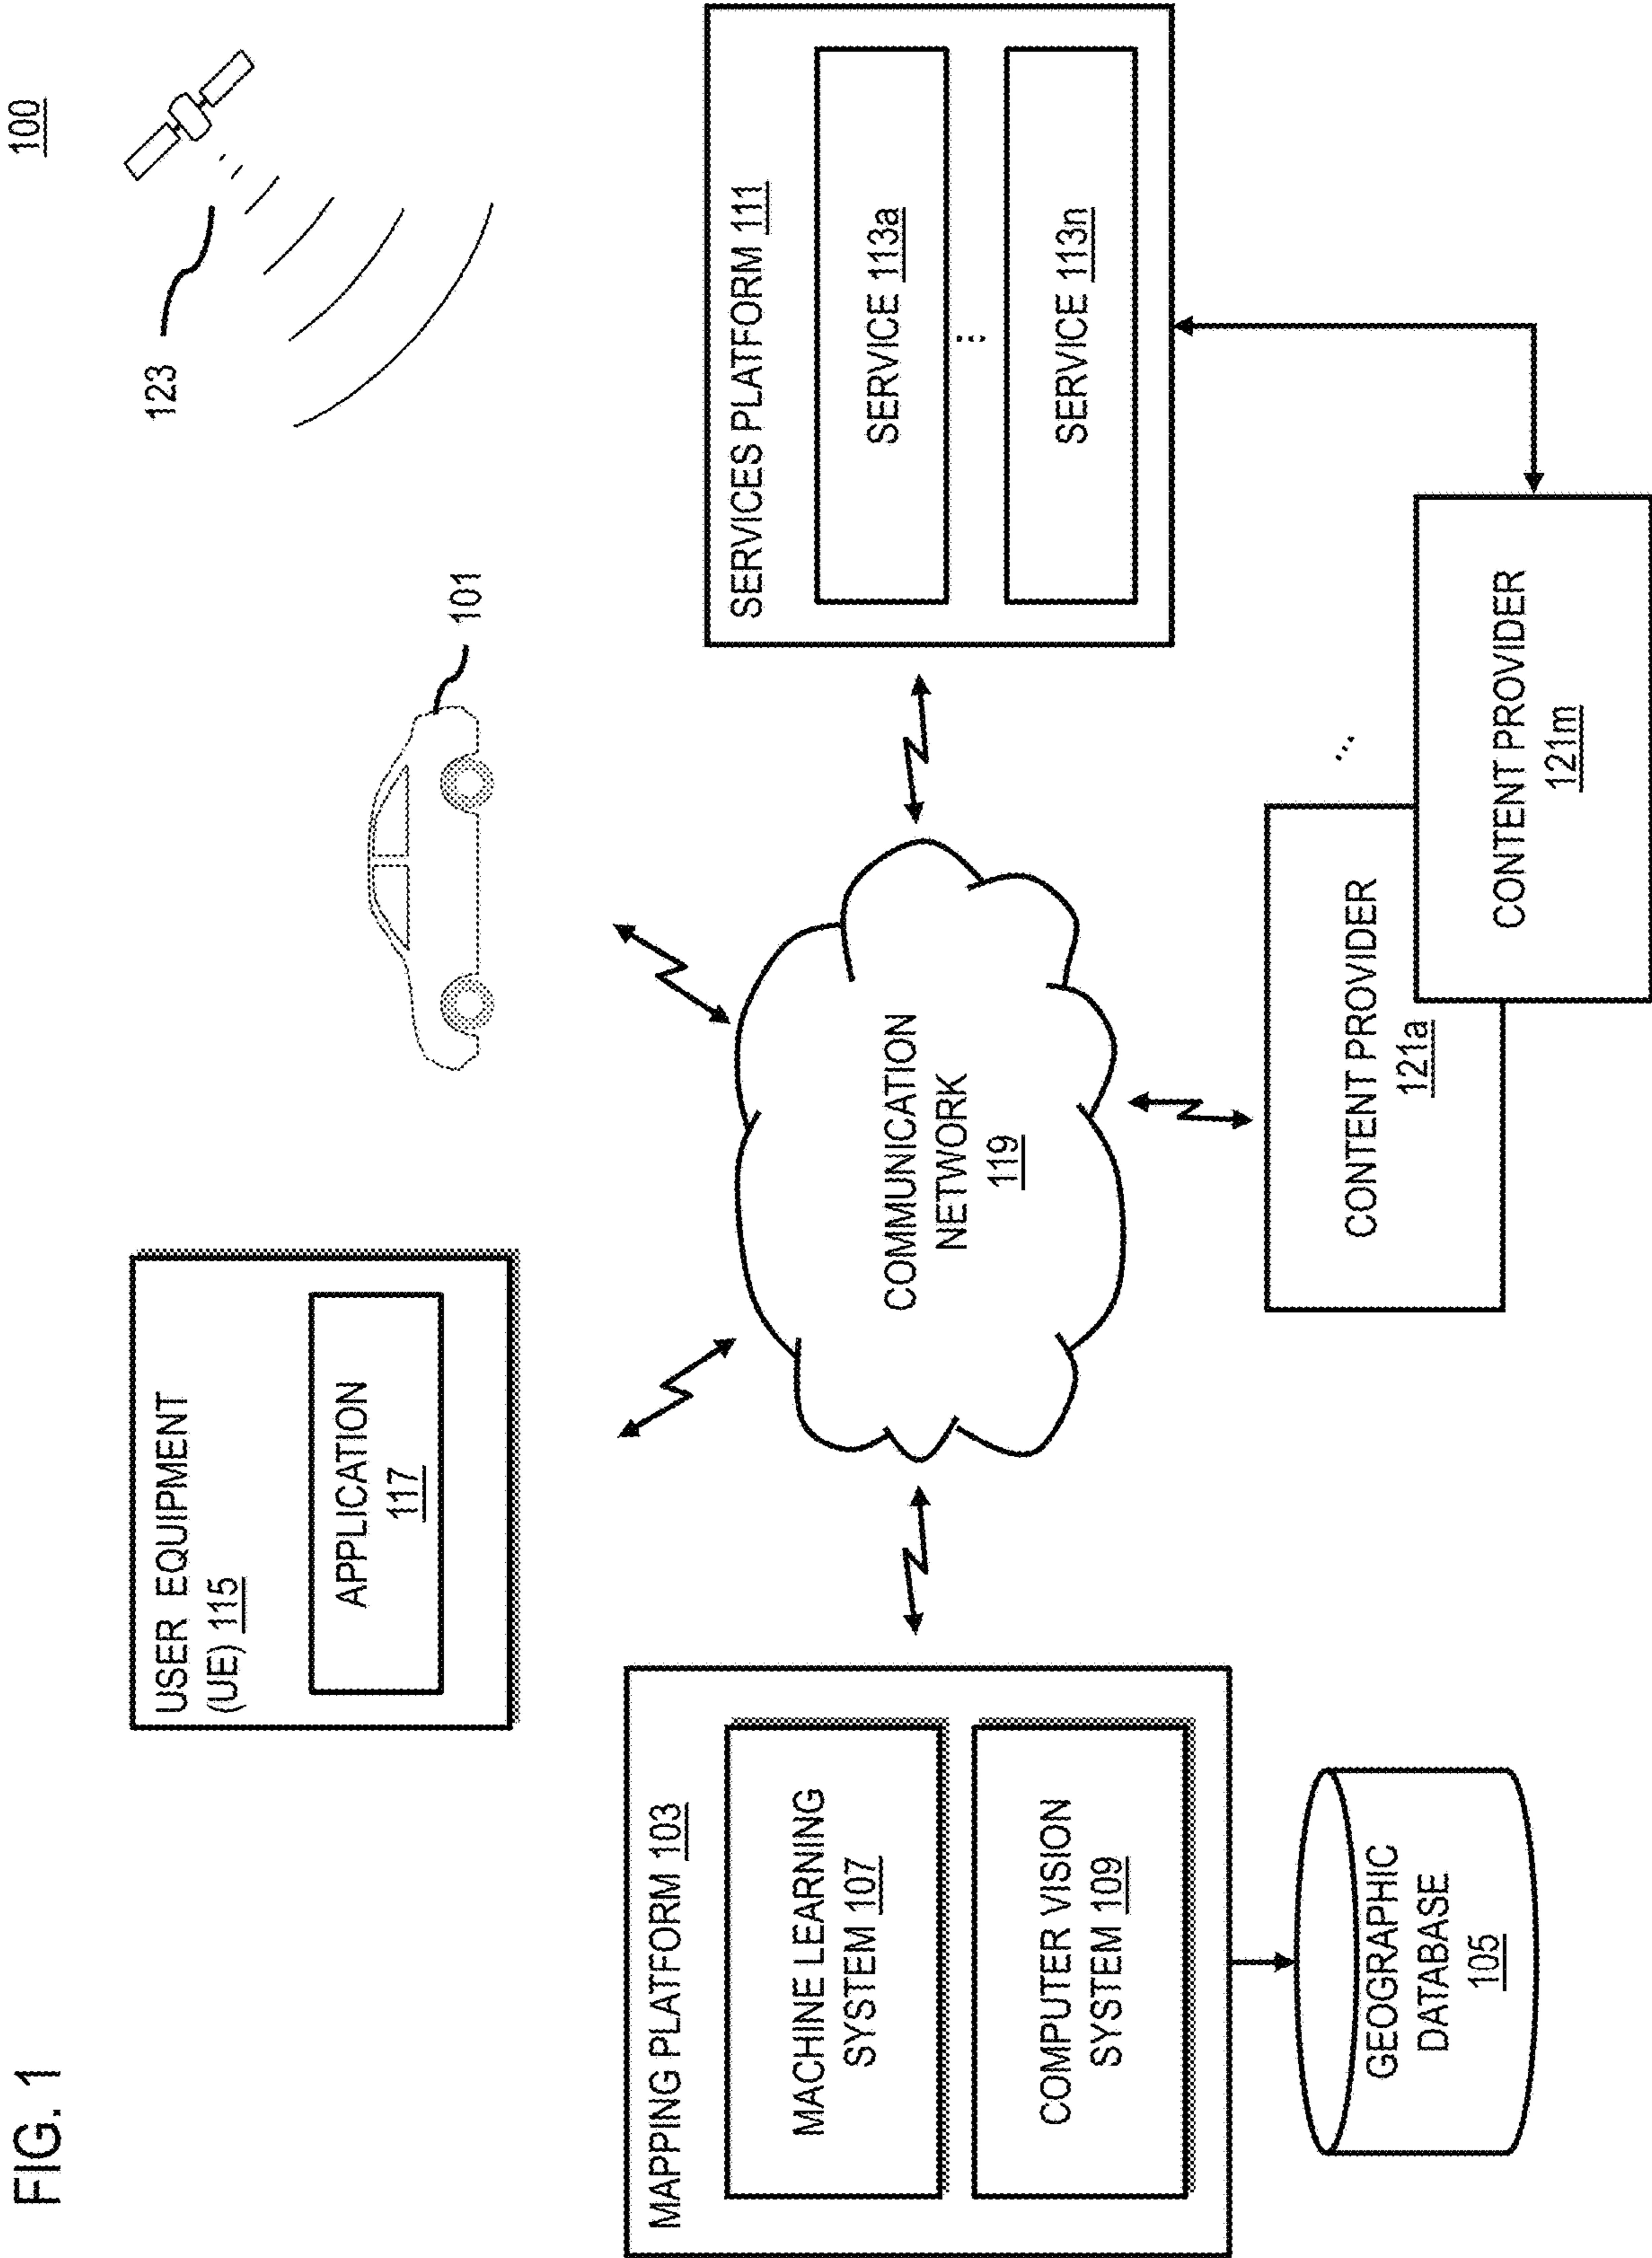 FIG. 1
100
USER EQUIPMENT
(UE) 115
APPLICATION
117
101
123
MAPPING PLATFORM 103
MACHINE LEARNING
SYSTEM 107
COMPUTER VISION
SYSTEM 109
GEOGRAPHIC
DATABASE
105
COMMUNICATION
NETWORK
119
SERVICES PLATFORM 111
SERVICE 113a
...
SERVICE 113n
CONTENT PROVIDER
121a
...
CONTENT PROVIDER
121m